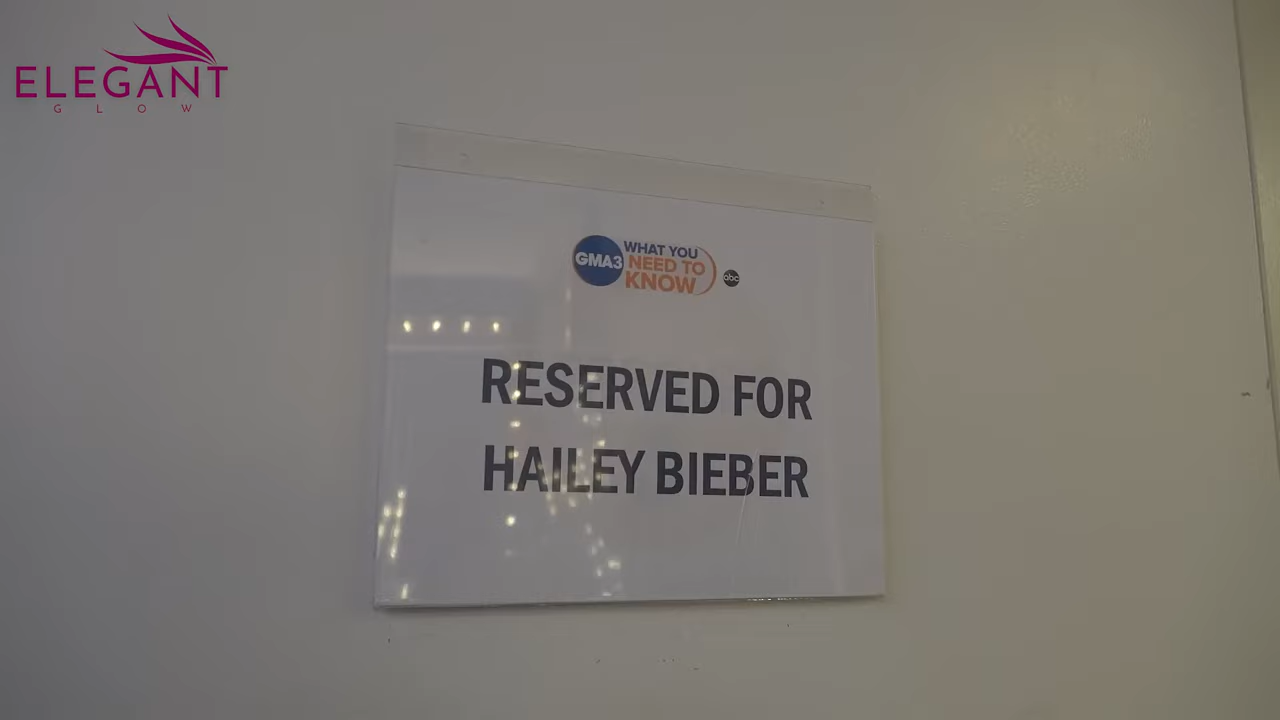 ELEGANT
GLOW
GMA3
WHAT YOU
NEED TO
KNOW
abc
RESERVED FOR
HAILEY BIEBER